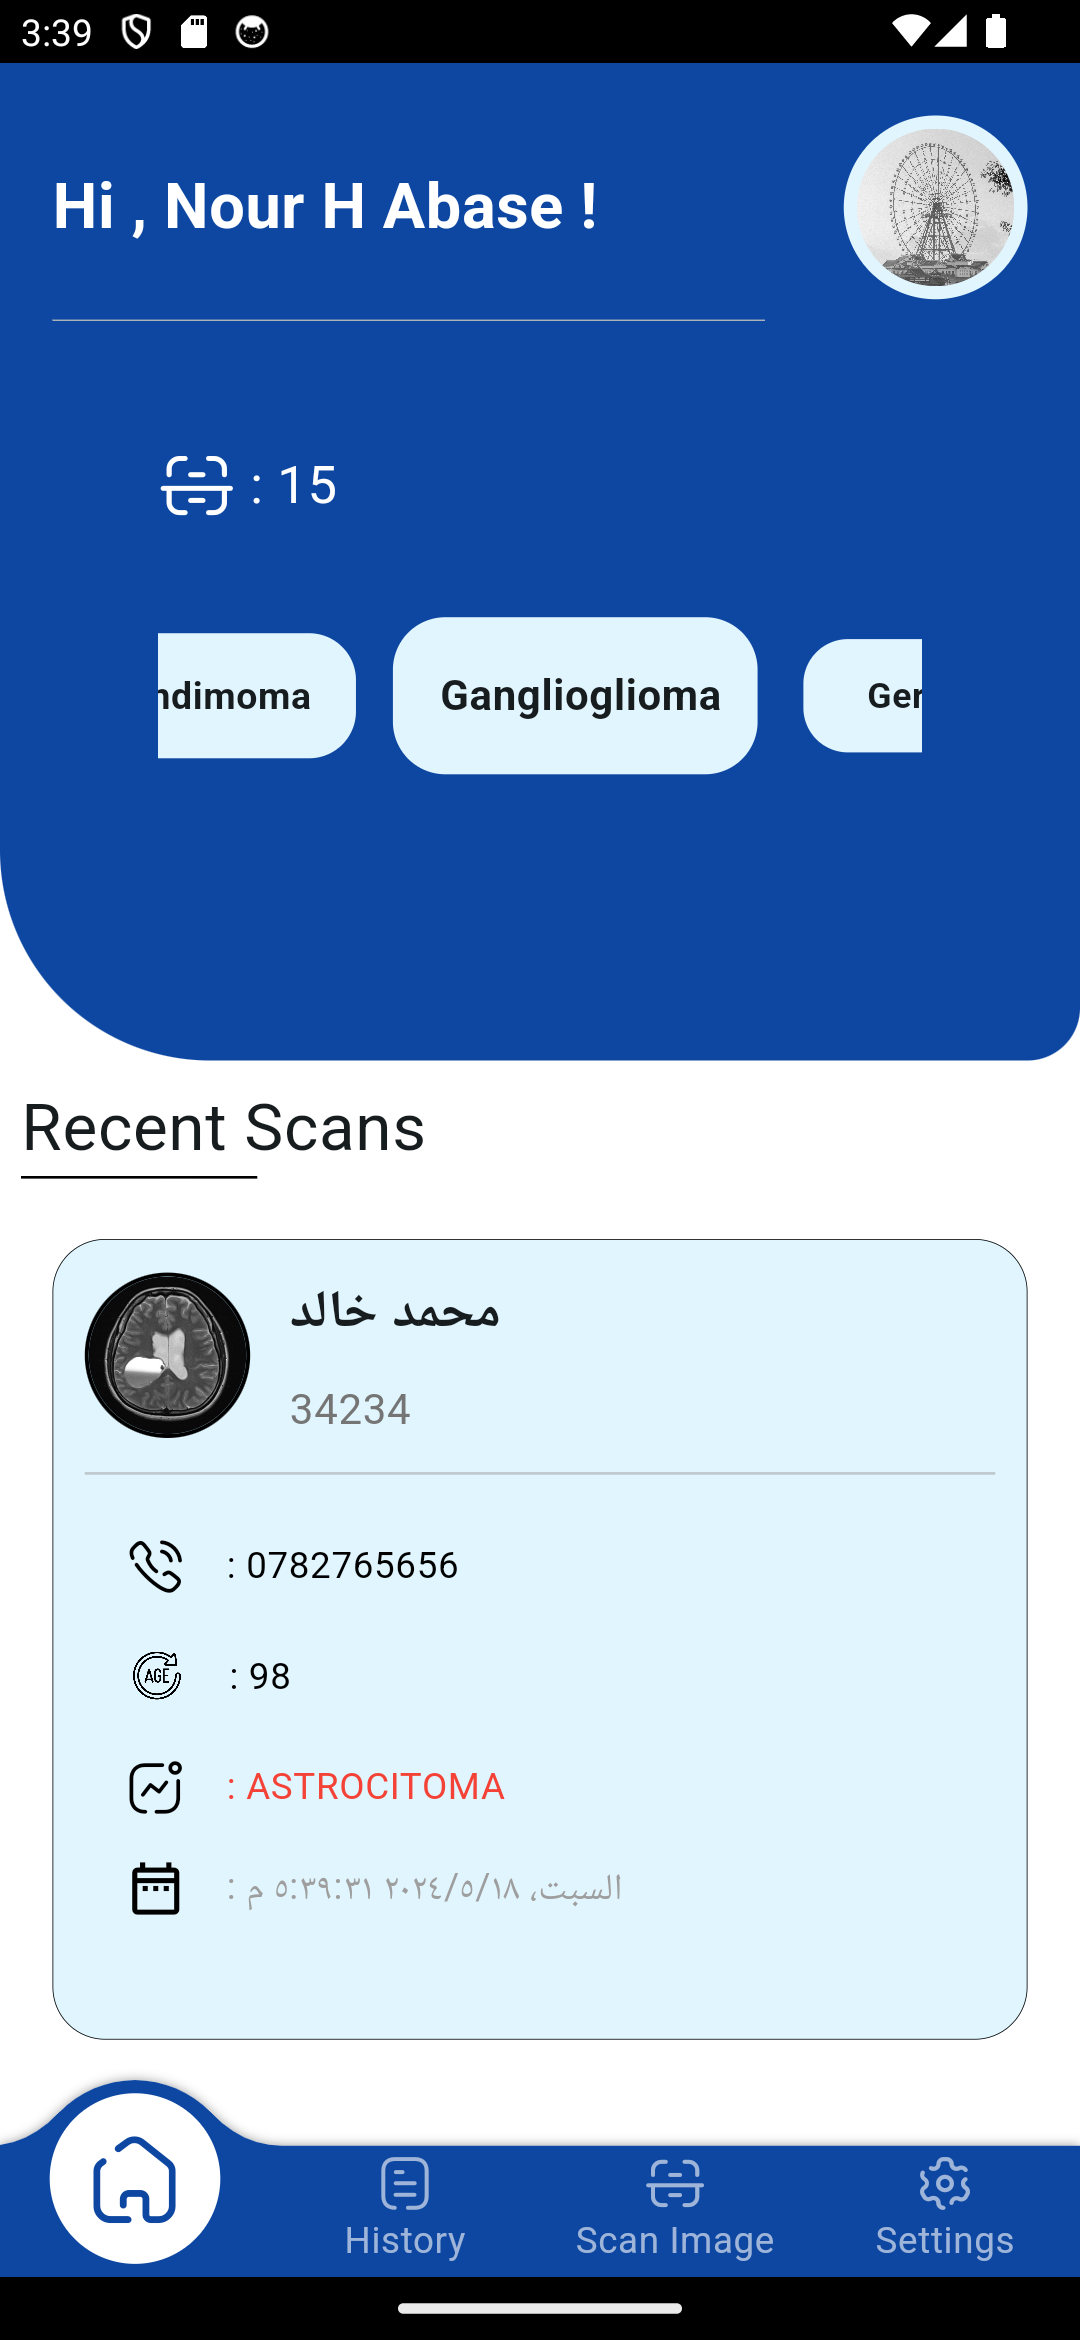 3:39
Hi , Nour H Abase !
: 15
ndimoma
Ganglioglioma
Ger
Recent Scans
محمد خالد
34234
: 0782765656
AGE
: 98
: ASTROCITOMA
: السبت، ٢٠٢٤/٥/١٨ ٥:٣٩:٣١ م
History
Scan Image
Settings